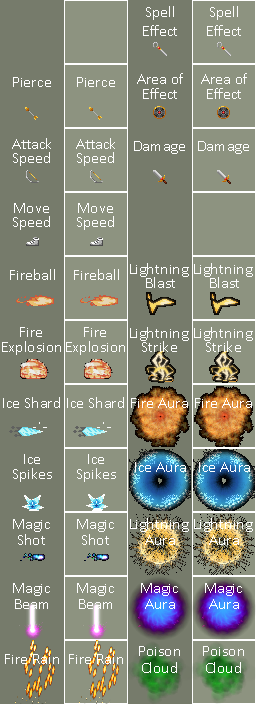 Spell Spell
Effect Effect
Pierce Pierce Area of Area of
Effect Effect
Attack Attack Damage Damage
Speed Speed
Move Move
Speed Speed
Fireball Fireball Lightning Lightning
Blast Blast
Fire Fire Lightning Lightning
Explosion Explosion Strike Strike
Ice Shard Ice Shard Fire Aura Fire Aura
Ice Ice Ice Aura Ice Aura
Spikes Spikes
Magic Magic Lightning Lightning
Shot Shot Aura Aura
Magic Magic Magic Magic
Beam Beam Aura Aura
Fire Rain Fire Rain Poison Poison
Cloud Cloud